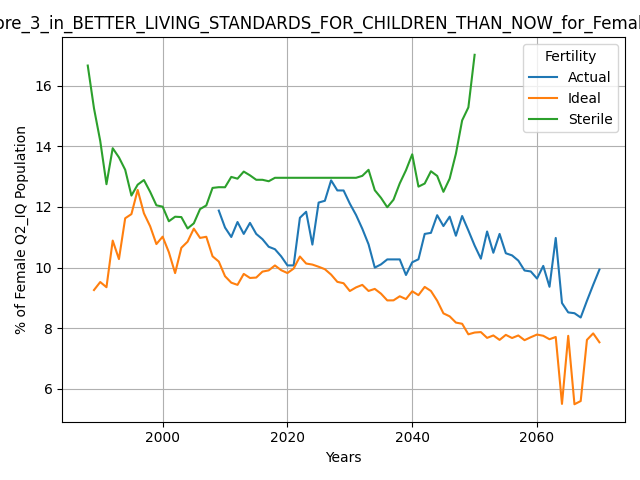 ore_3_in_BETTER_LIVING_STANDARDS_FOR_CHILDREN_THAN_NOW_for_Femal
Fertility
Actual
Ideal
Sterile
% of Female Q2_IQ Population
16
14
12
10
8
6
2000 2020 2040 2060
Years